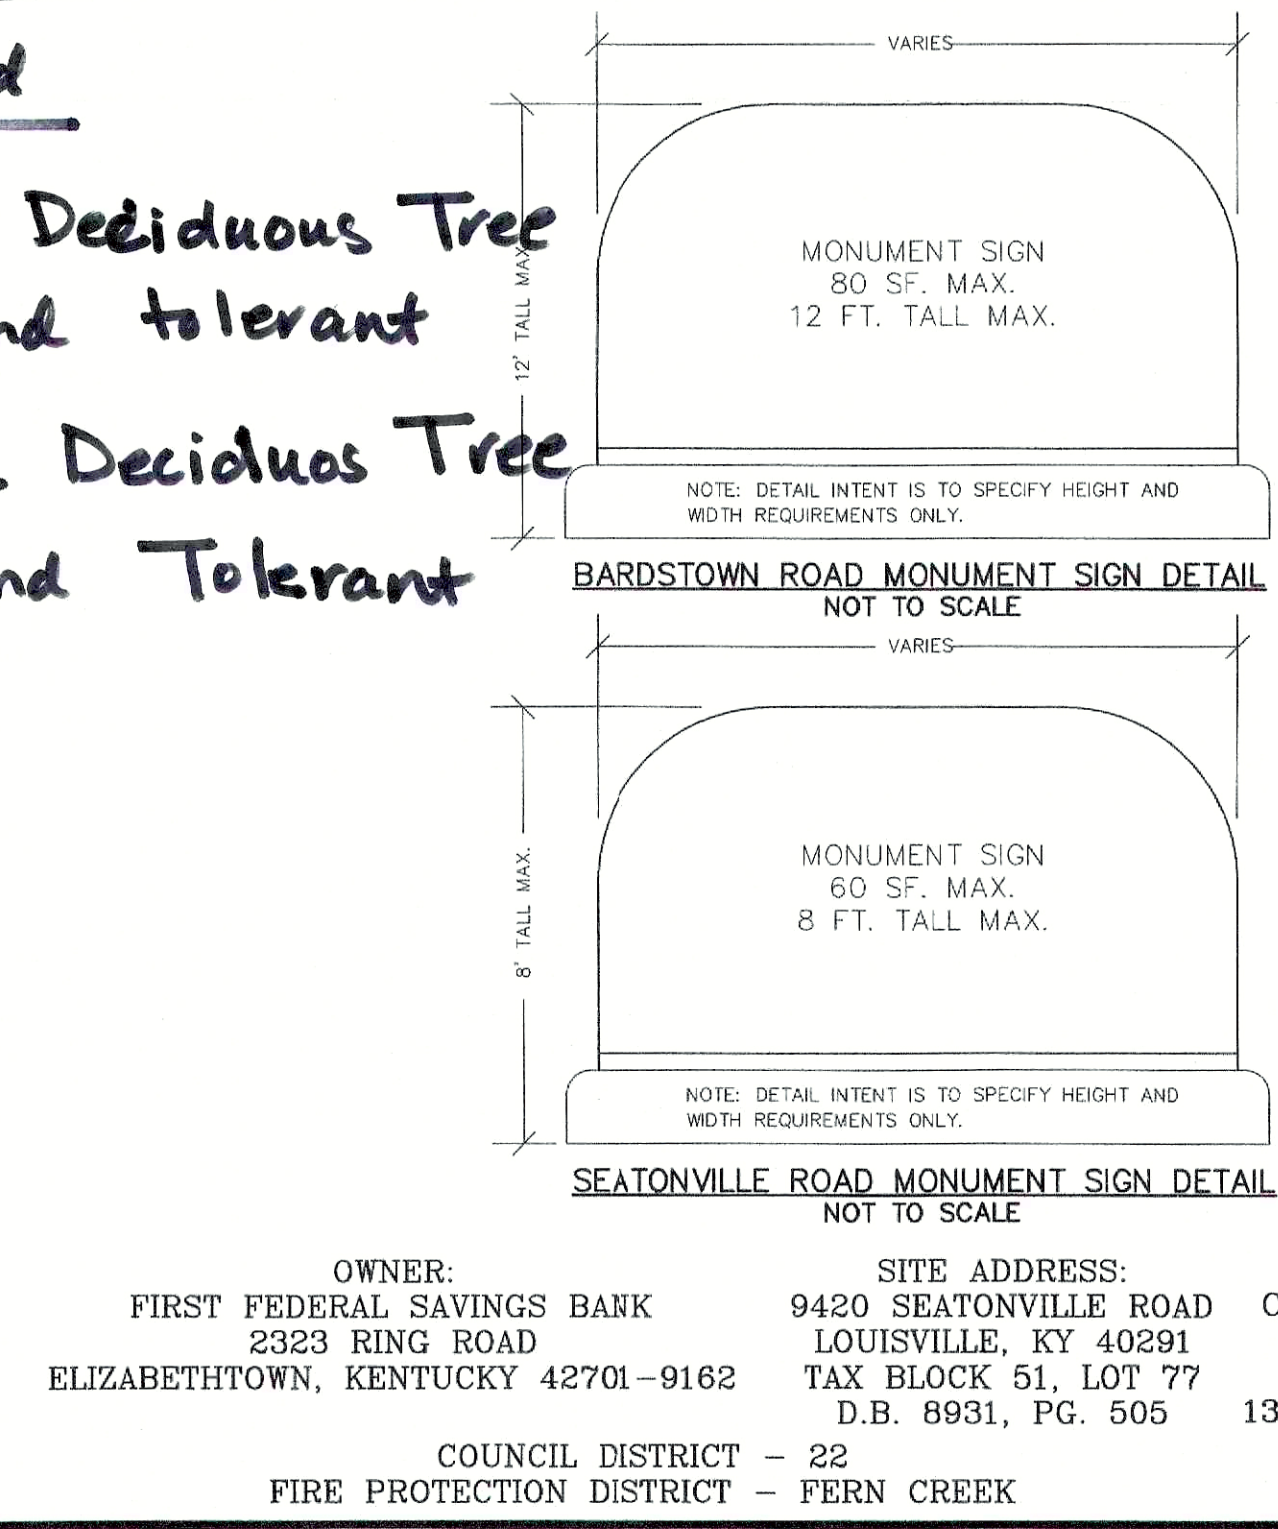 d
Deciduous Tree
nd tolerant
Deciduos Tree
nd Tolerant
VARIES
12' TALL MAX.
MONUMENT SIGN
80 SF. MAX.
12 FT. TALL MAX.
NOTE: DETAIL INTENT IS TO SPECIFY HEIGHT AND
WIDTH REQUIREMENTS ONLY.
BARDSTOWN ROAD MONUMENT SIGN DETAIL
NOT TO SCALE
VARIES
8' TALL MAX.
MONUMENT SIGN
60 SF. MAX.
8 FT. TALL MAX.
NOTE: DETAIL INTENT IS TO SPECIFY HEIGHT AND
WIDTH REQUIREMENTS ONLY.
SEATONVILLE ROAD MONUMENT SIGN DETAIL
NOT TO SCALE
OWNER:
FIRST FEDERAL SAVINGS BANK
2323 RING ROAD
ELIZABETHTOWN, KENTUCKY 42701-9162
SITE ADDRESS:
9420 SEATONVILLE ROAD
LOUISVILLE, KY 40291
TAX BLOCK 51, LOT 77
D.B. 8931, PG. 505
13
COUNCIL DISTRICT - 22
FIRE PROTECTION DISTRICT - FERN CREEK